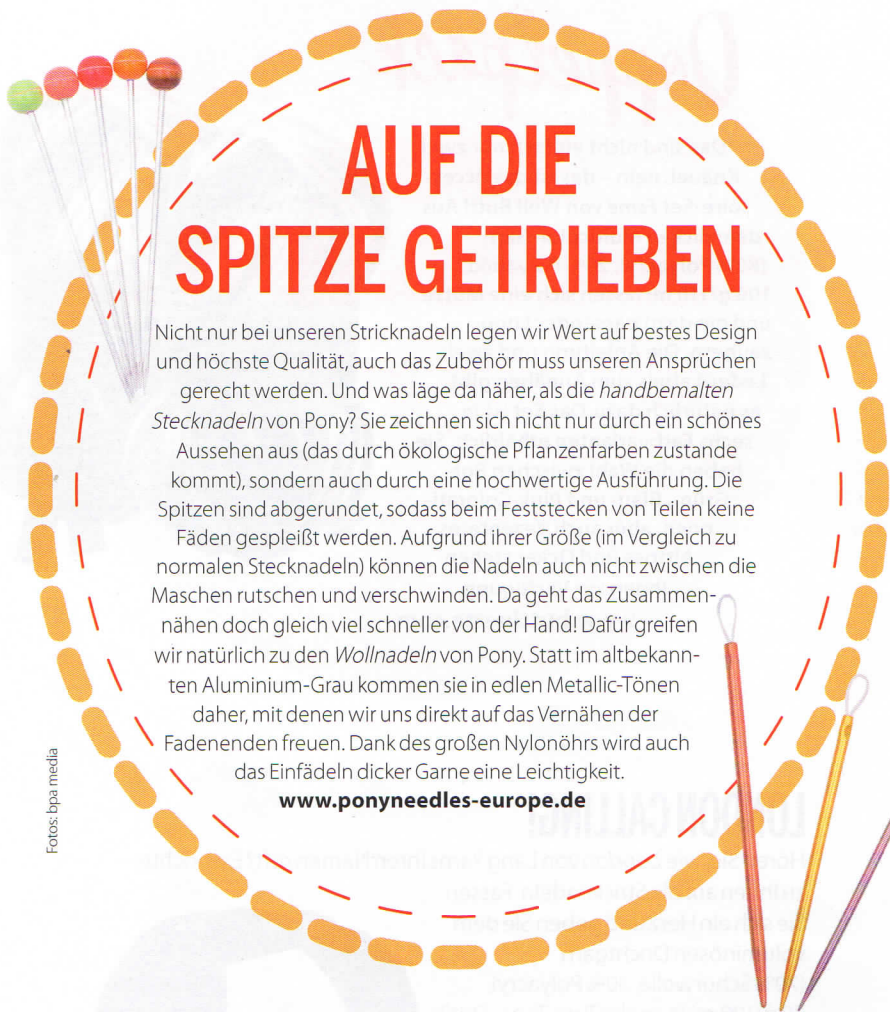 AUF DIE
SPITZE GETRIEBEN
Nicht nur bei unseren Stricknadeln legen wir Wert auf bestes Design
und höchste Qualität, auch das Zubehör muss unseren Ansprüchen
gerecht werden. Und was läge da näher, als die handbemalten
Stecknadeln von Pony? Sie zeichnen sich nicht nur durch ein schönes
Aussehen aus (das durch ökologische Pflanzenfarben zustande
kommt), sondern auch durch eine hochwertige Ausführung. Die
Spitzen sind abgerundet, sodass beim Feststecken von Teilen keine
Fäden gespleißt werden. Aufgrund ihrer Größe (im Vergleich zu
normalen Stecknadeln) können die Nadeln auch nicht zwischen die
Maschen rutschen und verschwinden. Da geht das Zusammen-
nähen doch gleich viel schneller von der Hand! Dafür greifen
wir natürlich zu den Wollnadeln von Pony. Statt im altbekann-
ten Aluminium-Grau kommen sie in edlen Metallic-Tönen
daher, mit denen wir uns direkt auf das Vernähen der
Fadenenden freuen. Dank des großen Nylonöhrs wird auch
das Einfädeln dicker Garne eine Leichtigkeit.
www.ponyneedles-europe.de
Fotos: bpa media